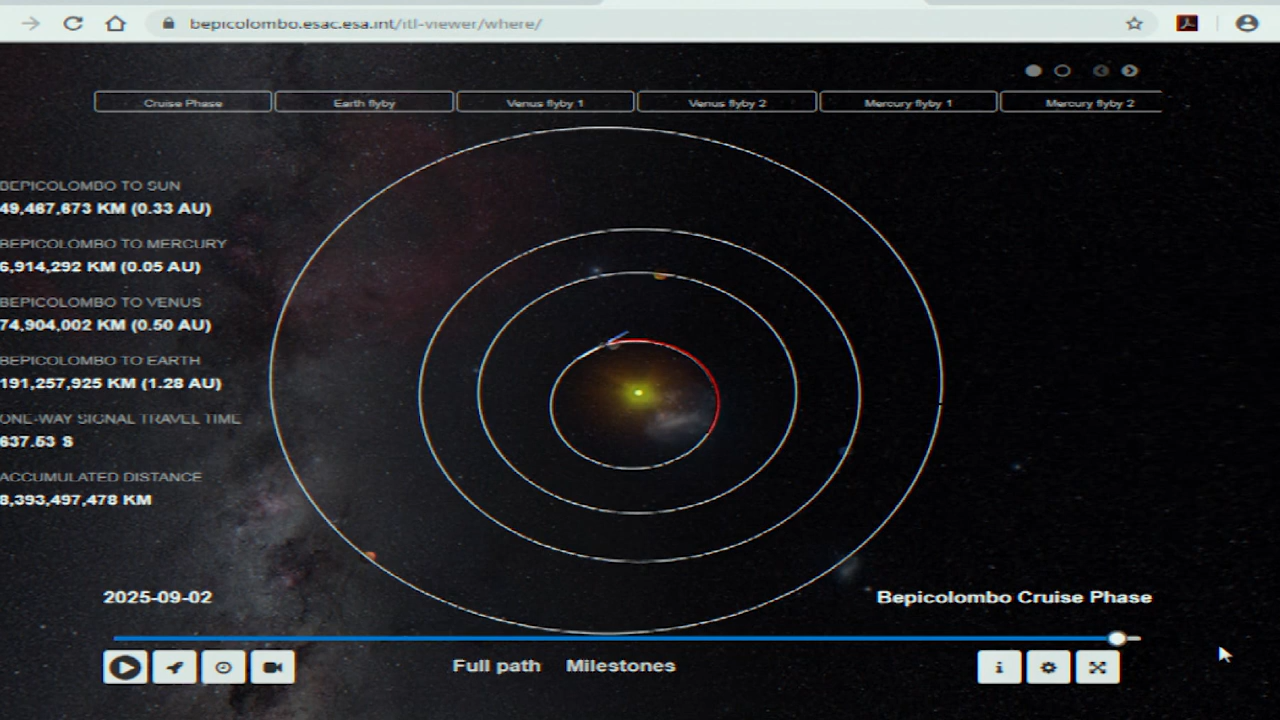 bepicolombo.esac.esa.int/itl-viewer/where/
Cruise Phase
Earth flyby
Venus flyby 1
Venus flyby 2
Mercury flyby 1
Mercury flyby 2
BEPICOLOMBO TO SUN
49,467,673 KM (0.33 AU)
BEPICOLOMBO TO MERCURY
6,914,292 KM (0.05 AU)
BEPICOLOMBO TO VENUS
74,904,002 KM (0.50 AU)
BEPICOLOMBO TO EARTH
191,257,925 KM (1.28 AU)
ONE-WAY SIGNAL TRAVEL TIME
637.53 S
ACCUMULATED DISTANCE
8,393,497,478 KM
2025-09-02
Bepicolombo Cruise Phase
Full path
Milestones
i